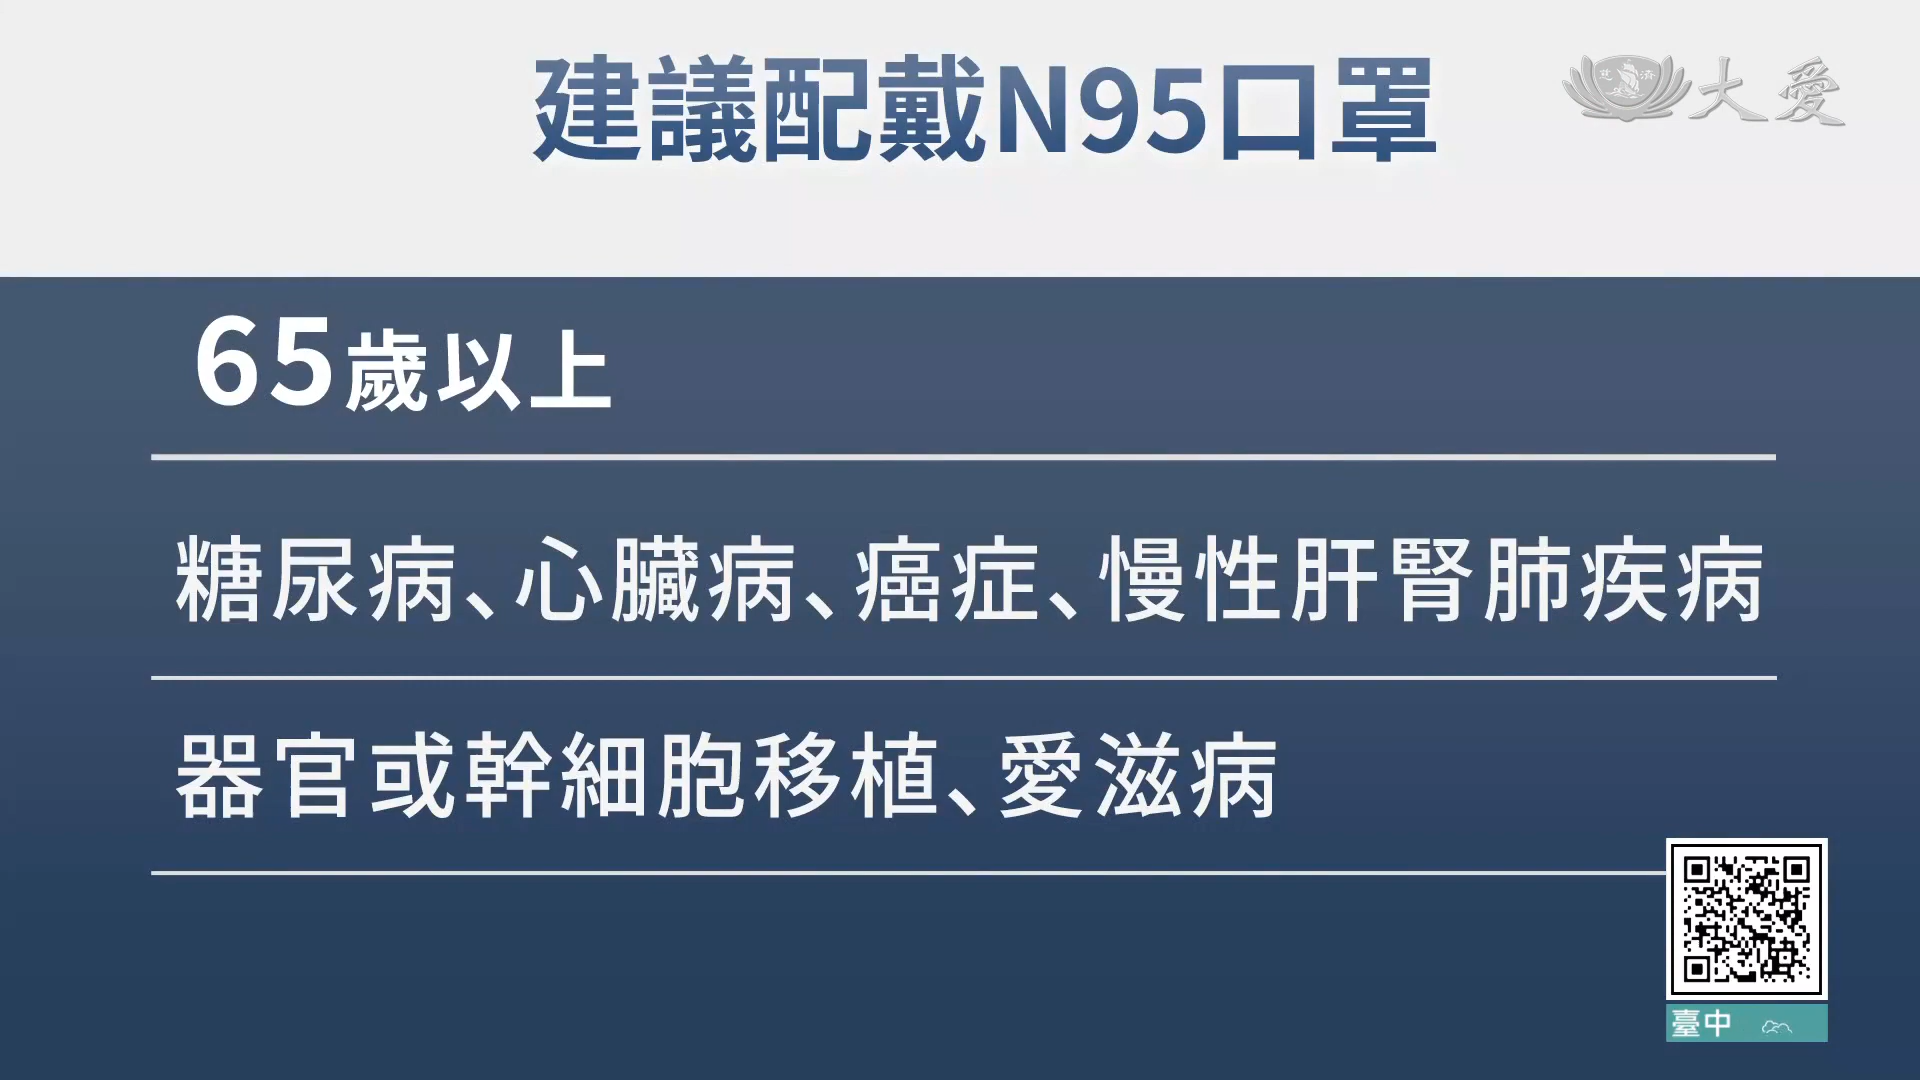 建議配戴N95口罩
慈濟
大愛
65歲以上
糖尿病、心臟病、癌症、慢性肝腎肺疾病
器官或幹細胞移植、愛滋病
臺中